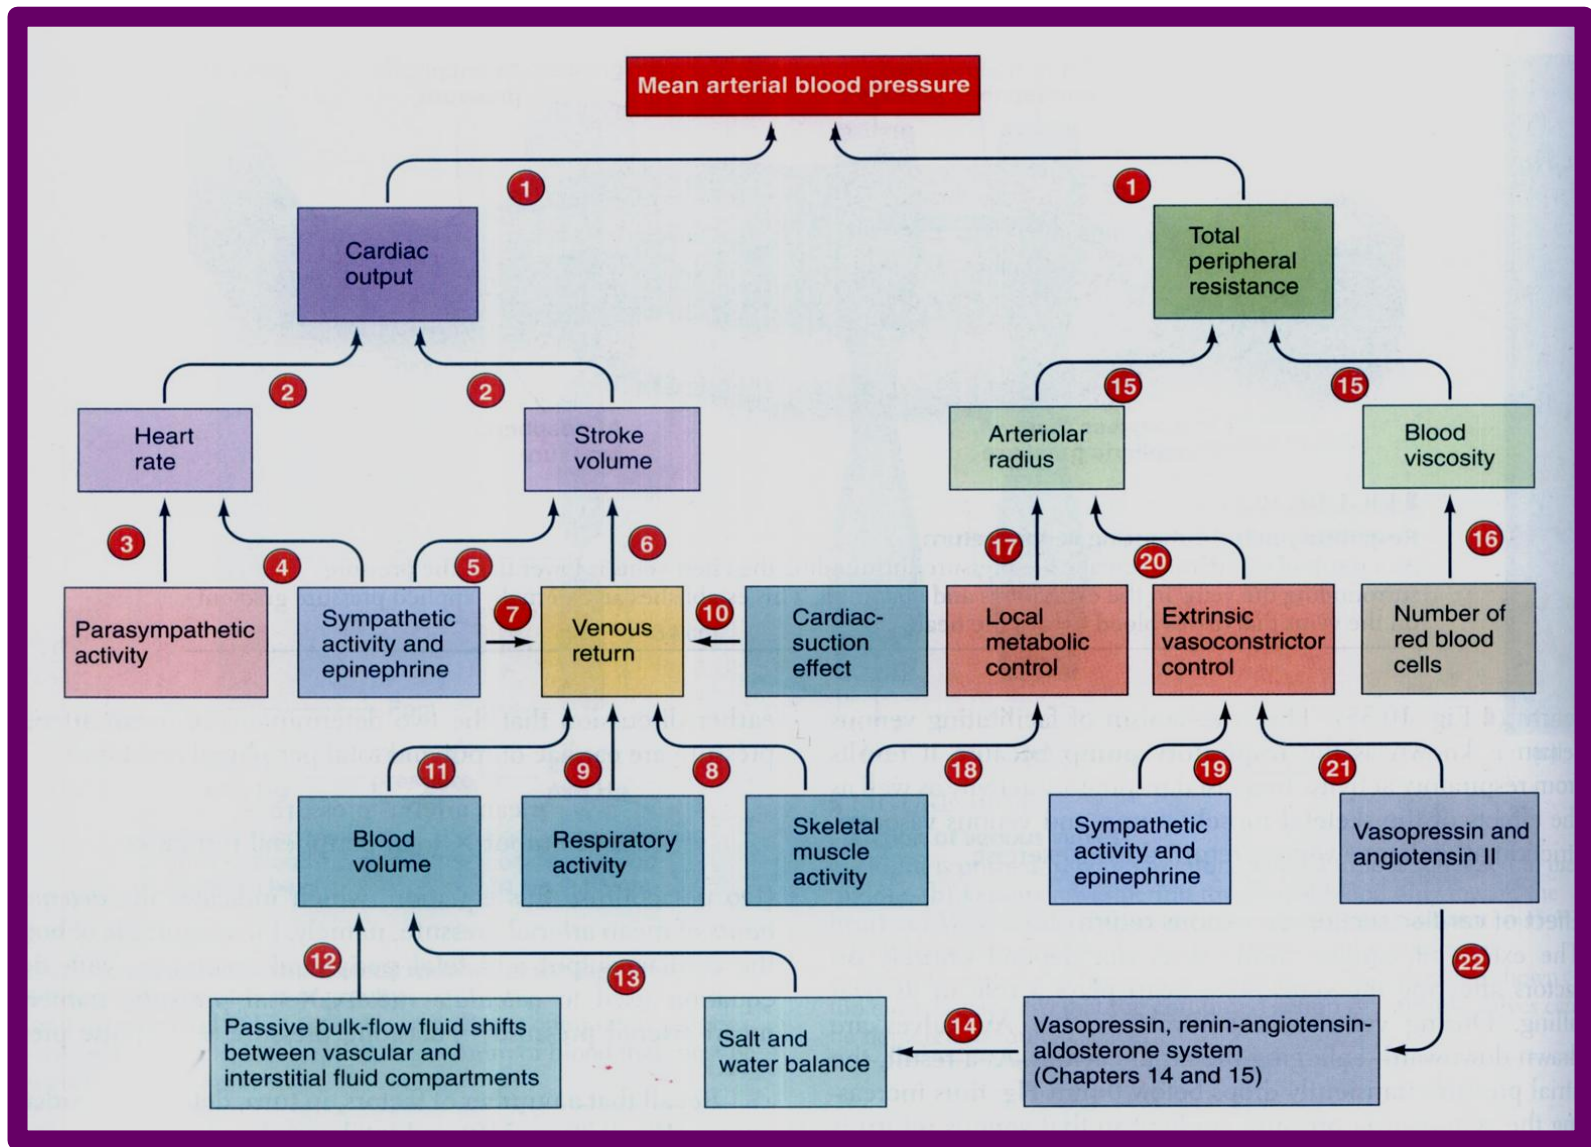 Mean arterial blood pressure
1
1
Cardiac
output
Total
peripheral
resistance
2
2
15
15
Heart
rate
Stroke
volume
Arteriolar
radius
Blood
viscosity
3
4
5
6
17
20
16
Parasympathetic
activity
Sympathetic
activity and
epinephrine
7
Venous
return
10
Cardiac-
suction
effect
Local
metabolic
control
Extrinsic
vasoconstrictor
control
Number of
red blood
cells
11
9
8
18
19
21
Blood
volume
Respiratory
activity
Skeletal
muscle
activity
Sympathetic
activity and
epinephrine
Vasopressin and
angiotensin II
12
13
22
Passive bulk-flow fluid shifts
between vascular and
interstitial fluid compartments
Salt and
water balance
14
Vasopressin, renin-angiotensin-
aldosterone system
(Chapters 14 and 15)